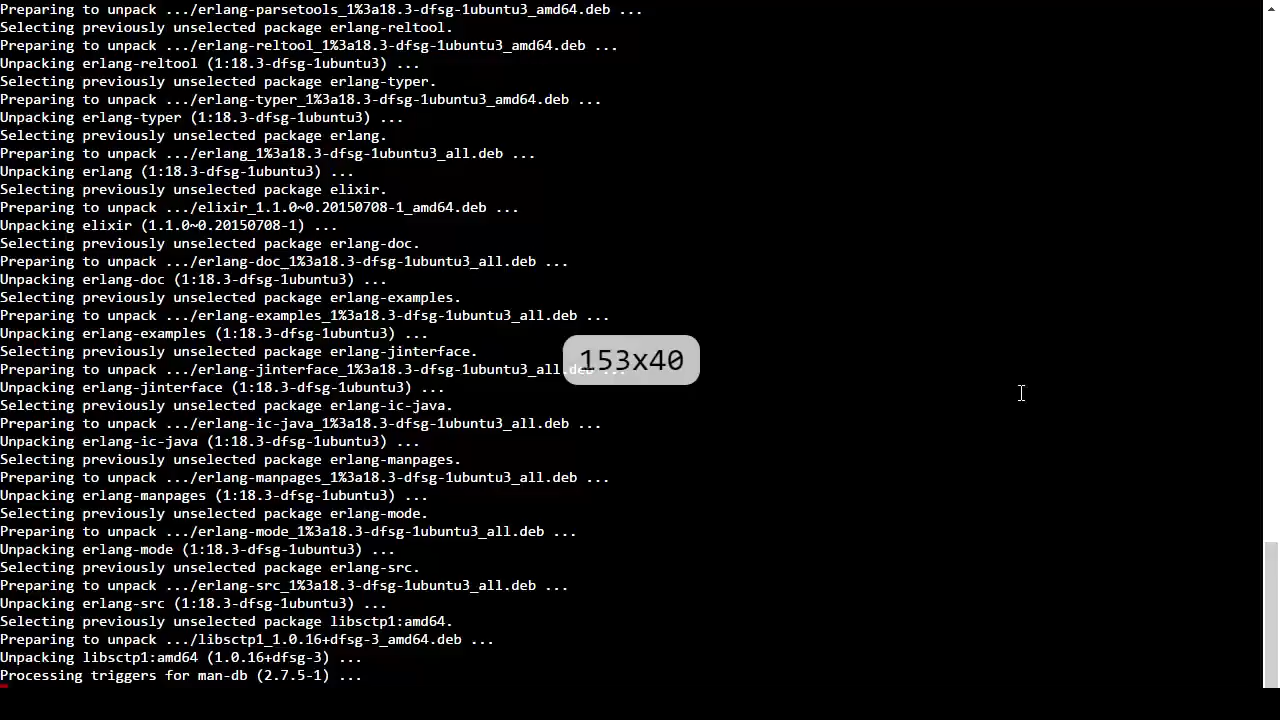 Preparing to unpack .../erlang-parsetools_1%3a18.3-dfsg-1ubuntu3_amd64.deb ...
Selecting previously unselected package erlang-reltool.
Preparing to unpack .../erlang-reltool_1%3a18.3-dfsg-1ubuntu3_amd64.deb ...
Unpacking erlang-reltool (1:18.3-dfsg-1ubuntu3) ...
Selecting previously unselected package erlang-typer.
Preparing to unpack .../erlang-typer_1%3a18.3-dfsg-1ubuntu3_amd64.deb ...
Unpacking erlang-typer (1:18.3-dfsg-1ubuntu3) ...
Selecting previously unselected package erlang.
Preparing to unpack .../erlang_1%3a18.3-dfsg-1ubuntu3_all.deb ...
Unpacking erlang (1:18.3-dfsg-1ubuntu3) ...
Selecting previously unselected package elixir.
Preparing to unpack .../elixir_1.1.0~0.20150708-1_amd64.deb ...
Unpacking elixir (1.1.0~0.20150708-1) ...
Selecting previously unselected package erlang-doc.
Preparing to unpack .../erlang-doc_1%3a18.3-dfsg-1ubuntu3_all.deb ...
Unpacking erlang-doc (1:18.3-dfsg-1ubuntu3) ...
Selecting previously unselected package erlang-examples.
Preparing to unpack .../erlang-examples_1%3a18.3-dfsg-1ubuntu3_all.deb ...
Unpacking erlang-examples (1:18.3-dfsg-1ubuntu3) ...
Selecting previously unselected package erlang-jinterface.
153x40
Preparing to unpack .../erlang-jinterface_1%3a18.3-dfsg-1ubuntu3_all.deb ...
Unpacking erlang-jinterface (1:18.3-dfsg-1ubuntu3) ...
Selecting previously unselected package erlang-ic-java.
Preparing to unpack .../erlang-ic-java_1%3a18.3-dfsg-1ubuntu3_all.deb ...
Unpacking erlang-ic-java (1:18.3-dfsg-1ubuntu3) ...
Selecting previously unselected package erlang-manpages.
Preparing to unpack .../erlang-manpages_1%3a18.3-dfsg-1ubuntu3_all.deb ...
Unpacking erlang-manpages (1:18.3-dfsg-1ubuntu3) ...
Selecting previously unselected package erlang-mode.
Preparing to unpack .../erlang-mode_1%3a18.3-dfsg-1ubuntu3_all.deb ...
Unpacking erlang-mode (1:18.3-dfsg-1ubuntu3) ...
Selecting previously unselected package erlang-src.
Preparing to unpack .../erlang-src_1%3a18.3-dfsg-1ubuntu3_all.deb ...
Unpacking erlang-src (1:18.3-dfsg-1ubuntu3) ...
Selecting previously unselected package libsctp1:amd64.
Preparing to unpack .../libsctp1_1.0.16+dfsg-3_amd64.deb ...
Unpacking libsctp1:amd64 (1.0.16+dfsg-3) ...
Processing triggers for man-db (2.7.5-1) ...